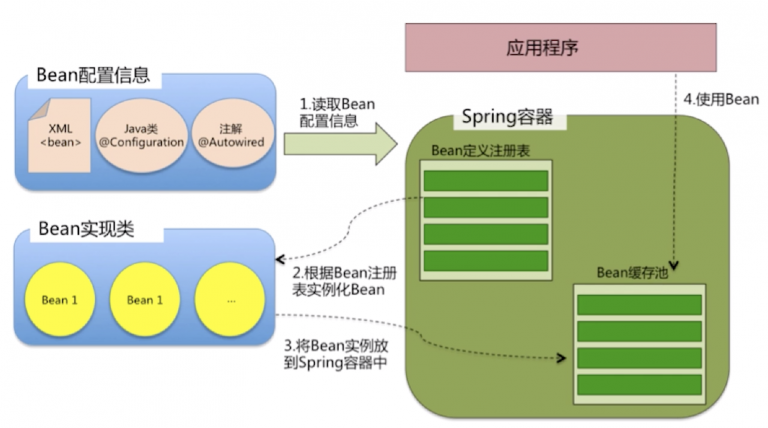 应用程序
Bean配置信息
XML
<bean>
Java类
@Configuration
注解
@Autowired
1.读取Bean
配置信息
4.使用Bean
Spring容器
Bean定义注册表
Bean实现类
Bean 1
Bean 1
...
2.根据Bean注册
表实例化Bean
Bean缓存池
3.将Bean实例放
到Spring容器中